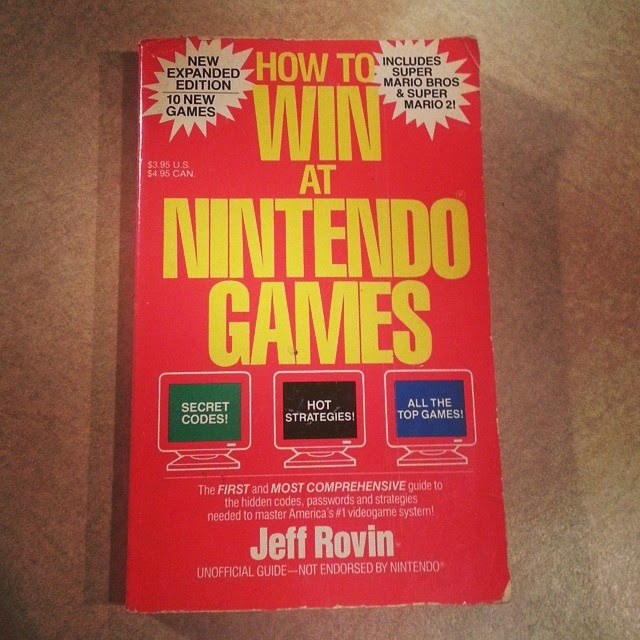 NEW
EXPANDED
EDITION
10 NEW
GAMES
HOW TO
WIN
AT
NINTENDO®
GAMES
INCLUDES
SUPER
MARIO BROS
& SUPER
MARIO 2!
$3.95 U.S.
$4.95 CAN.
SECRET
CODES!
HOT
STRATEGIES!
ALL THE
TOP GAMES!
The FIRST and MOST COMPREHENSIVE guide to
the hidden codes, passwords and strategies
needed to master America's #1 videogame system!
Jeff Rovin
UNOFFICIAL GUIDE—NOT ENDORSED BY NINTENDO®